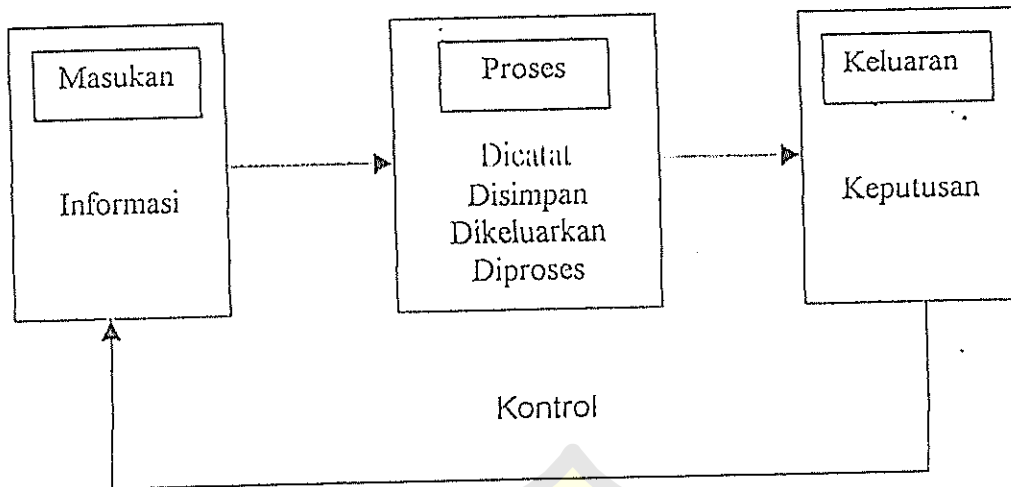 Masukan
Informasi
Proses
Dicatat
Disimpan
Dikeluarkan
Diproses
Keluaran
Keputusan
Kontrol